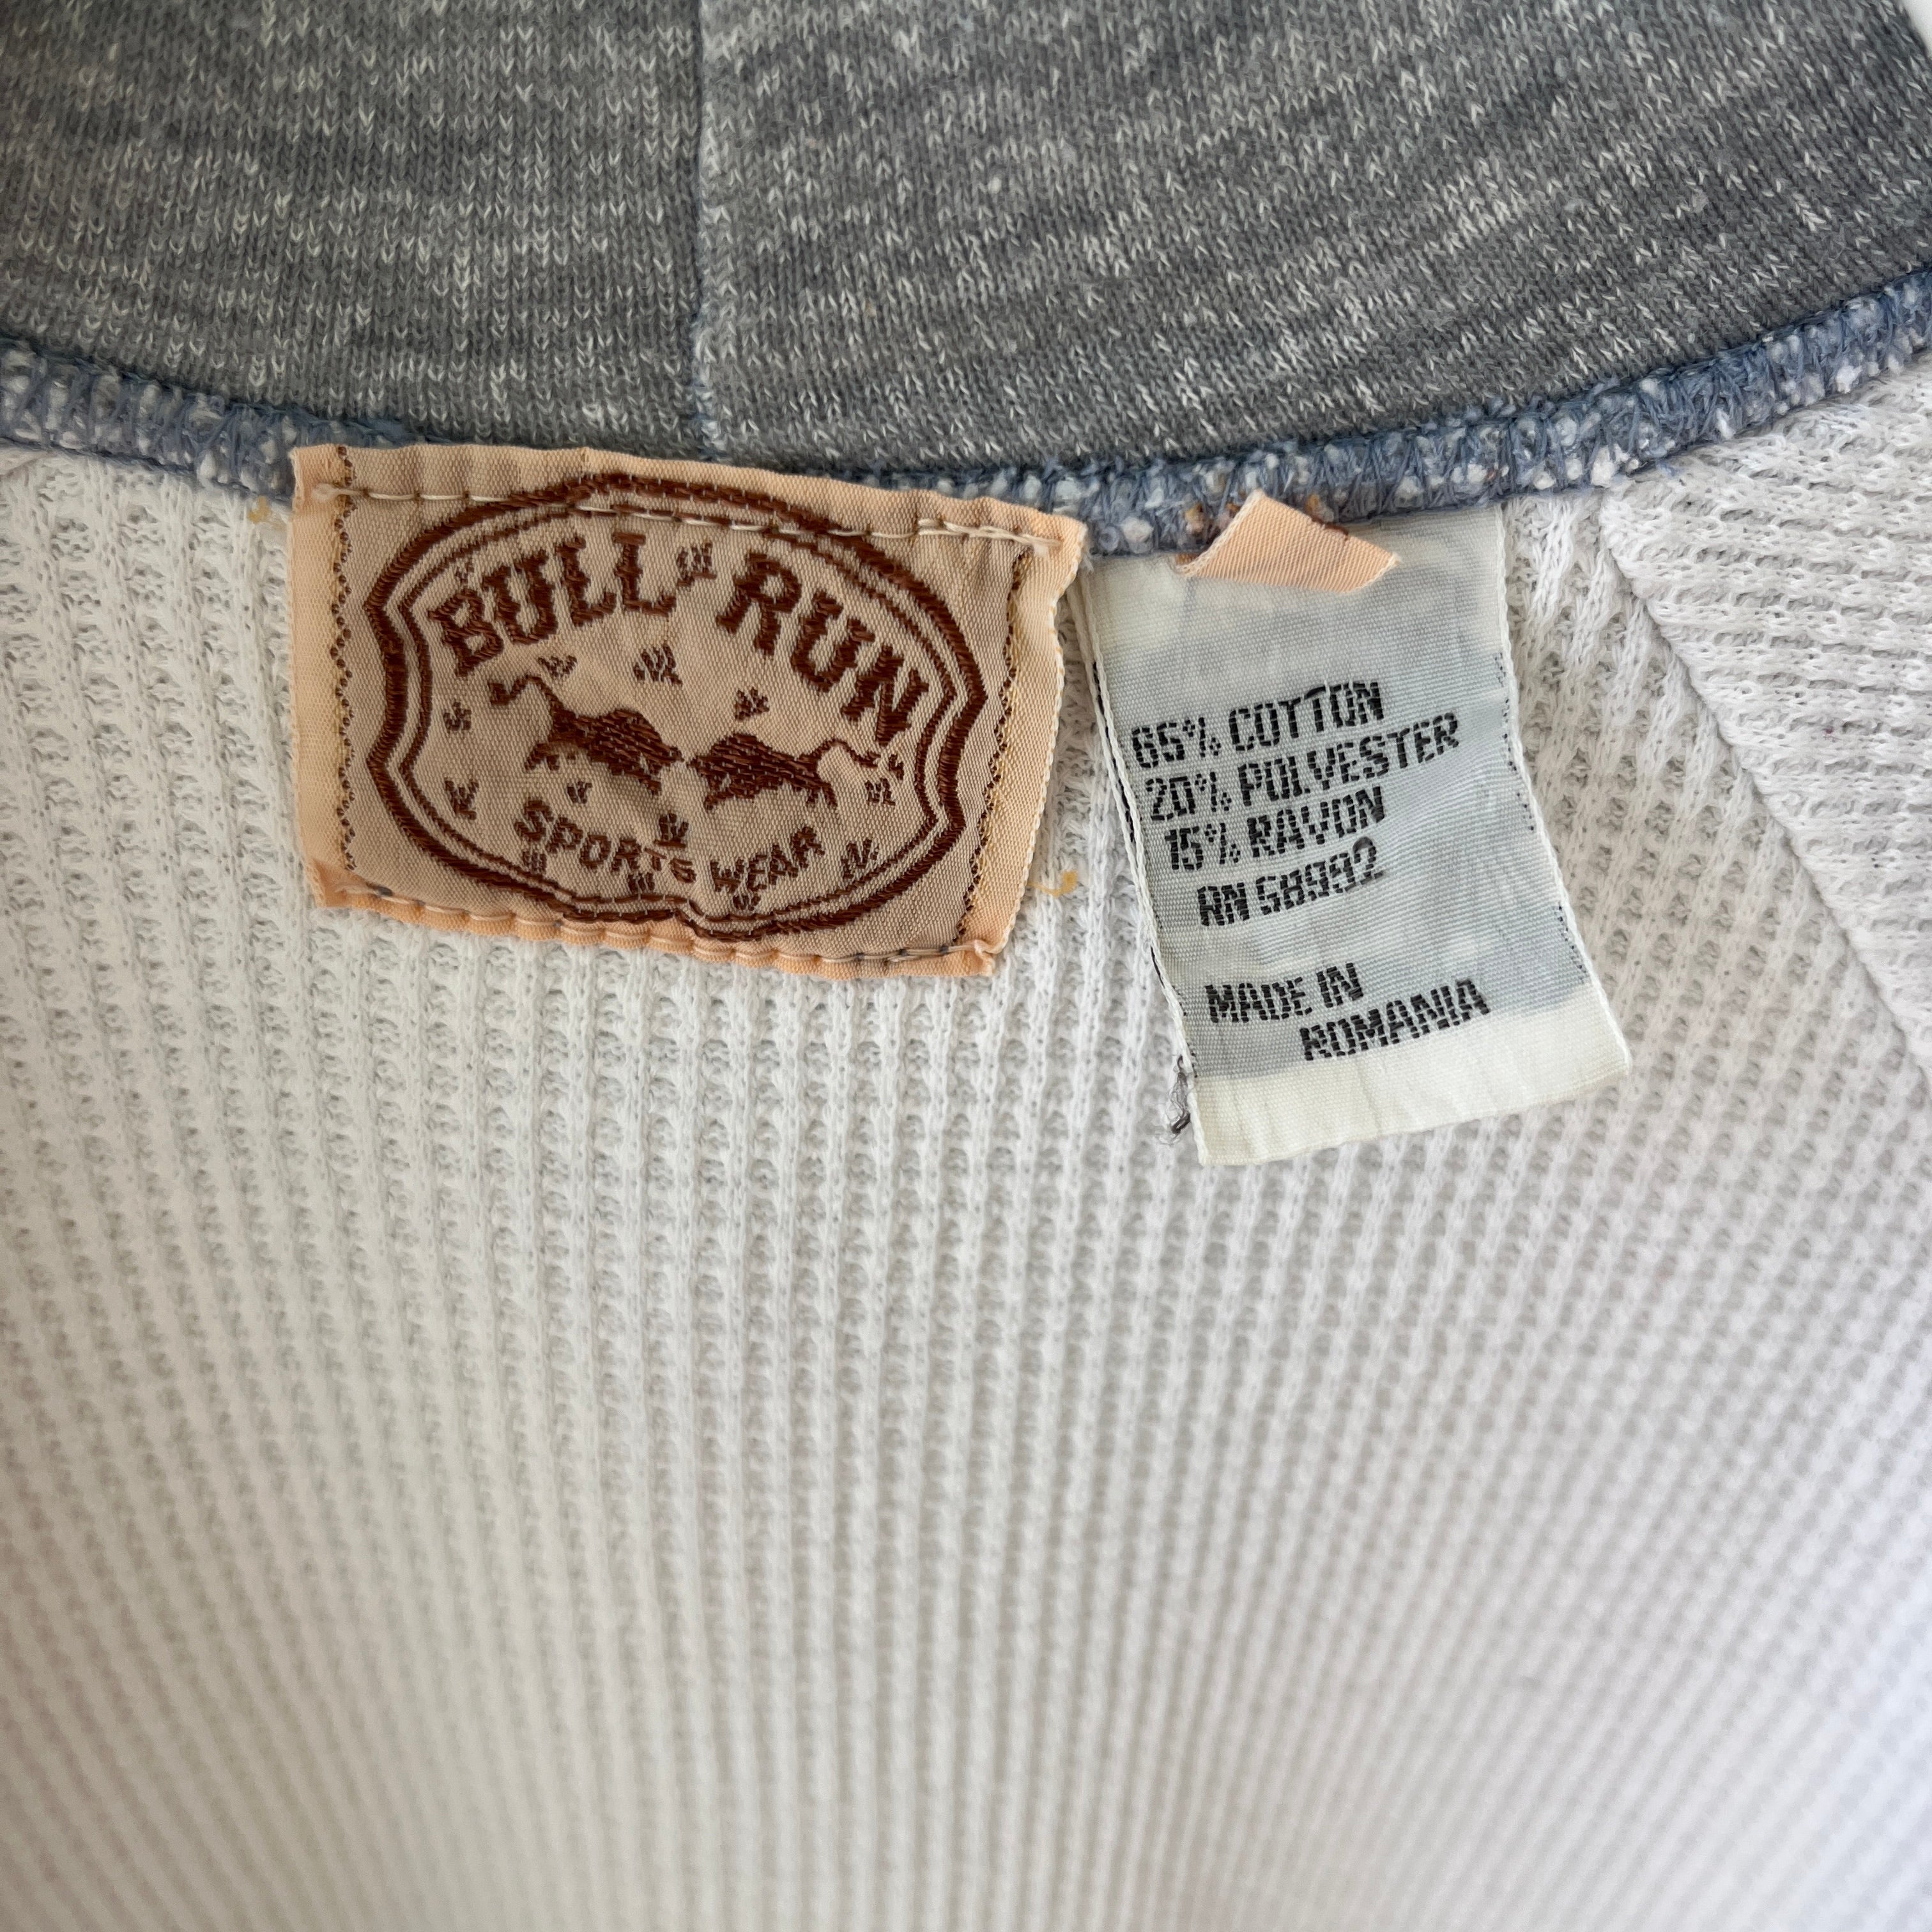 BULL RUN
SPORTS WEAR
65% COTTON
20% POLYESTER
15% RAYON
RN 58992
MADE IN
ROMANIA